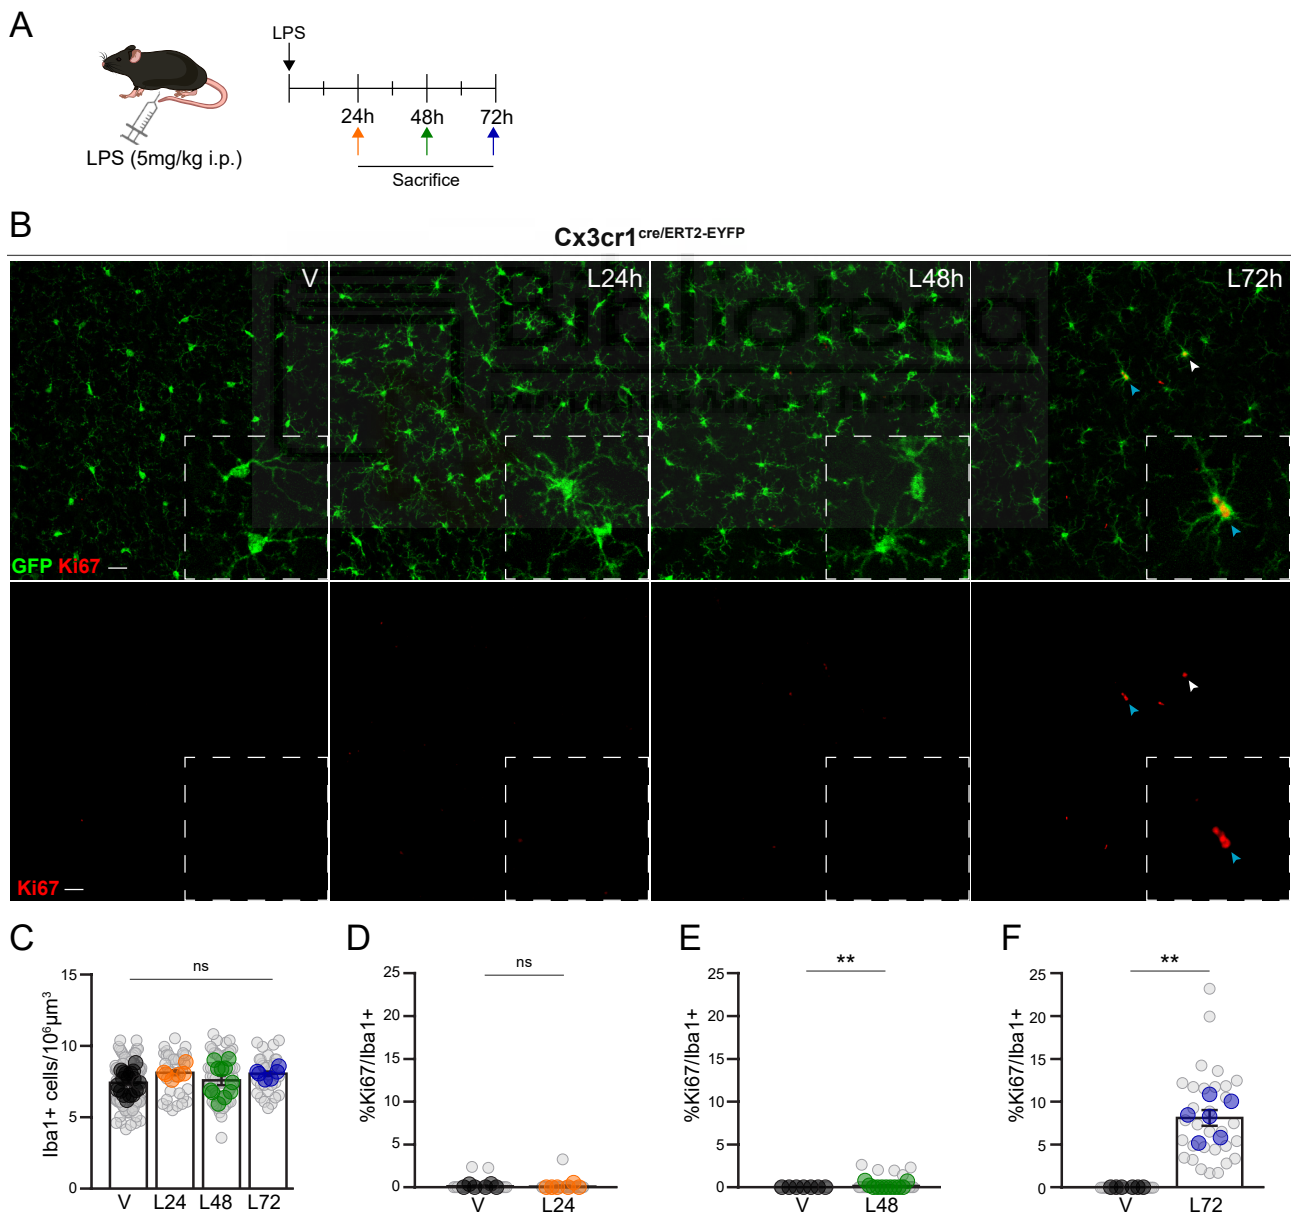 A
LPS
24h 48h 72h
LPS (5mg/kg i.p.)
Sacrifice
B
Cx3cr1cre/ERT2-EYFP
V L24h L48h L72h
Biblioteca
GFP Ki67
Ki67
C D E F
ns
15
10
5
0
Iba1+ cells/10⁶µm³
V L24 L48 L72
ns
25
20
15
10
5
0
%Ki67/Iba1+
V L24
**
25
20
15
10
5
0
%Ki67/Iba1+
V L48
**
25
20
15
10
5
0
%Ki67/Iba1+
V L72